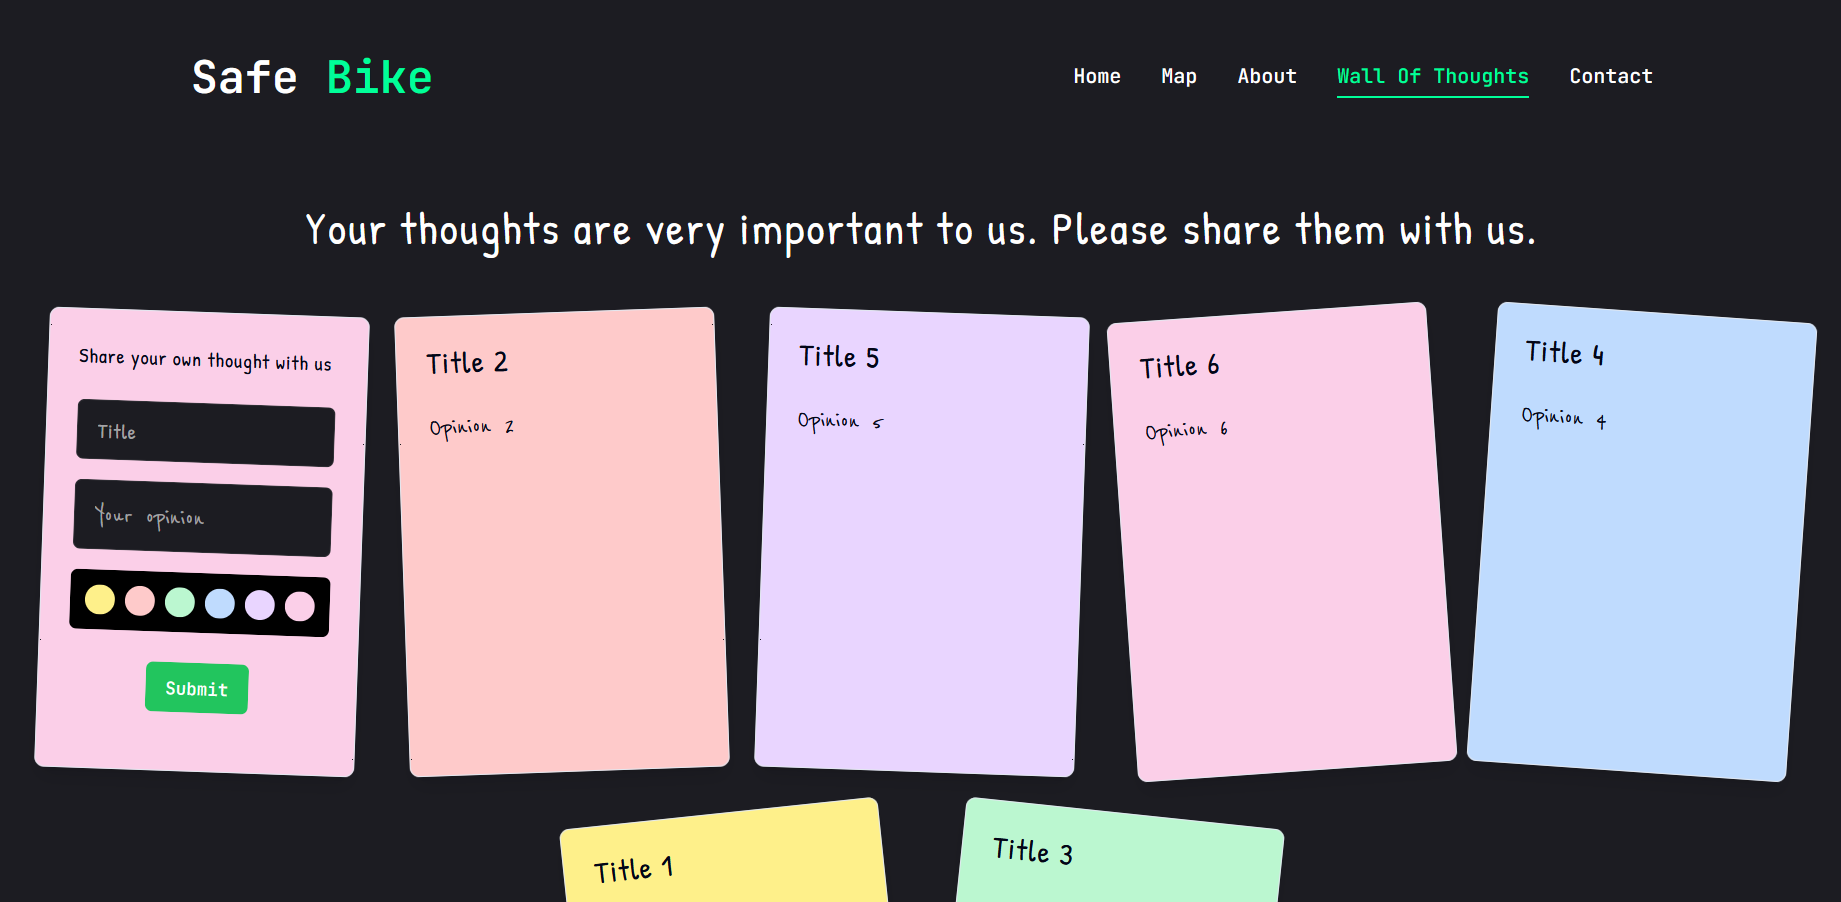 Safe Bike
Home Map About Wall Of Thoughts Contact
Your thoughts are very important to us. Please share them with us.
Share your own thought with us
Title
Your opinion
Submit
Title 2
Opinion 2
Title 5
Opinion 5
Title 6
Opinion 6
Title 4
Opinion 4
Title 1
Title 3